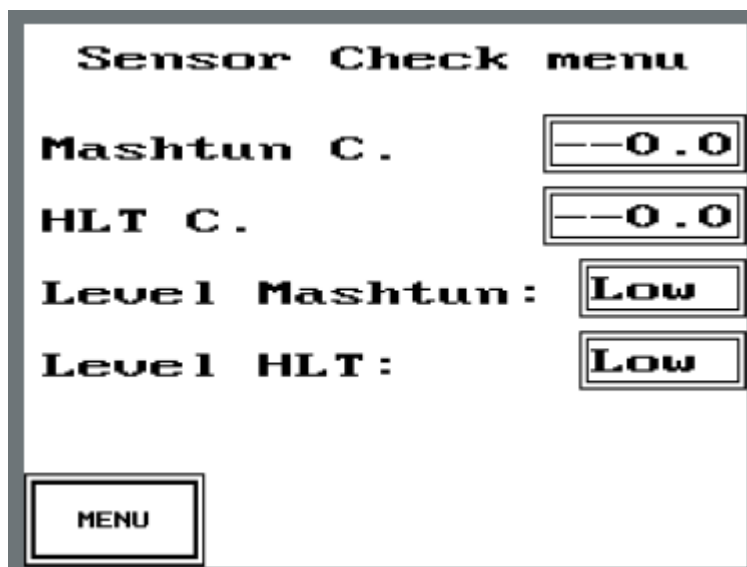 Sensor Check menu
Mashtun C. --0.0
HLT C. --0.0
Level Mashtun: Low
Level HLT: Low
MENU